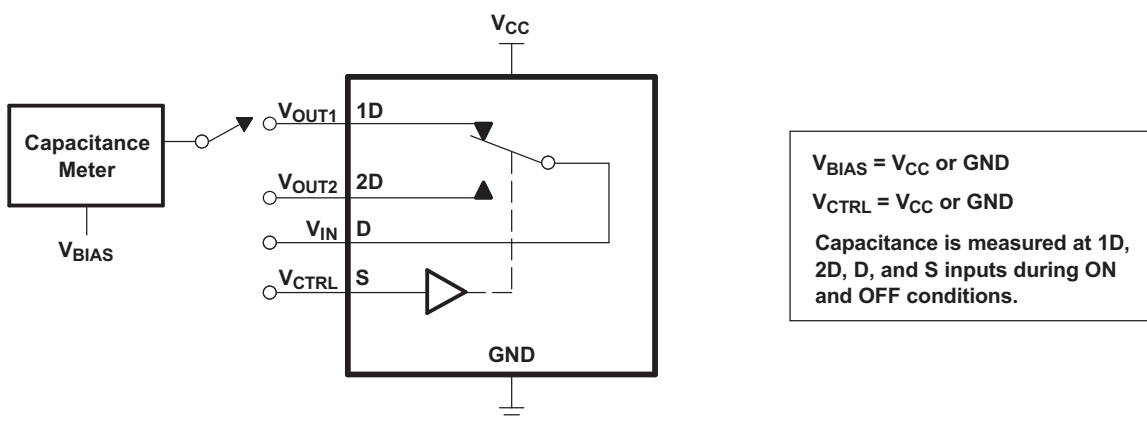 VCC
Capacitance
Meter
VBIAS
VOUT1 1D
VOUT2 2D
VIN D
VCTRL S
GND
VBIAS = VCC or GND
VCTRL = VCC or GND
Capacitance is measured at 1D,
2D, D, and S inputs during ON
and OFF conditions.